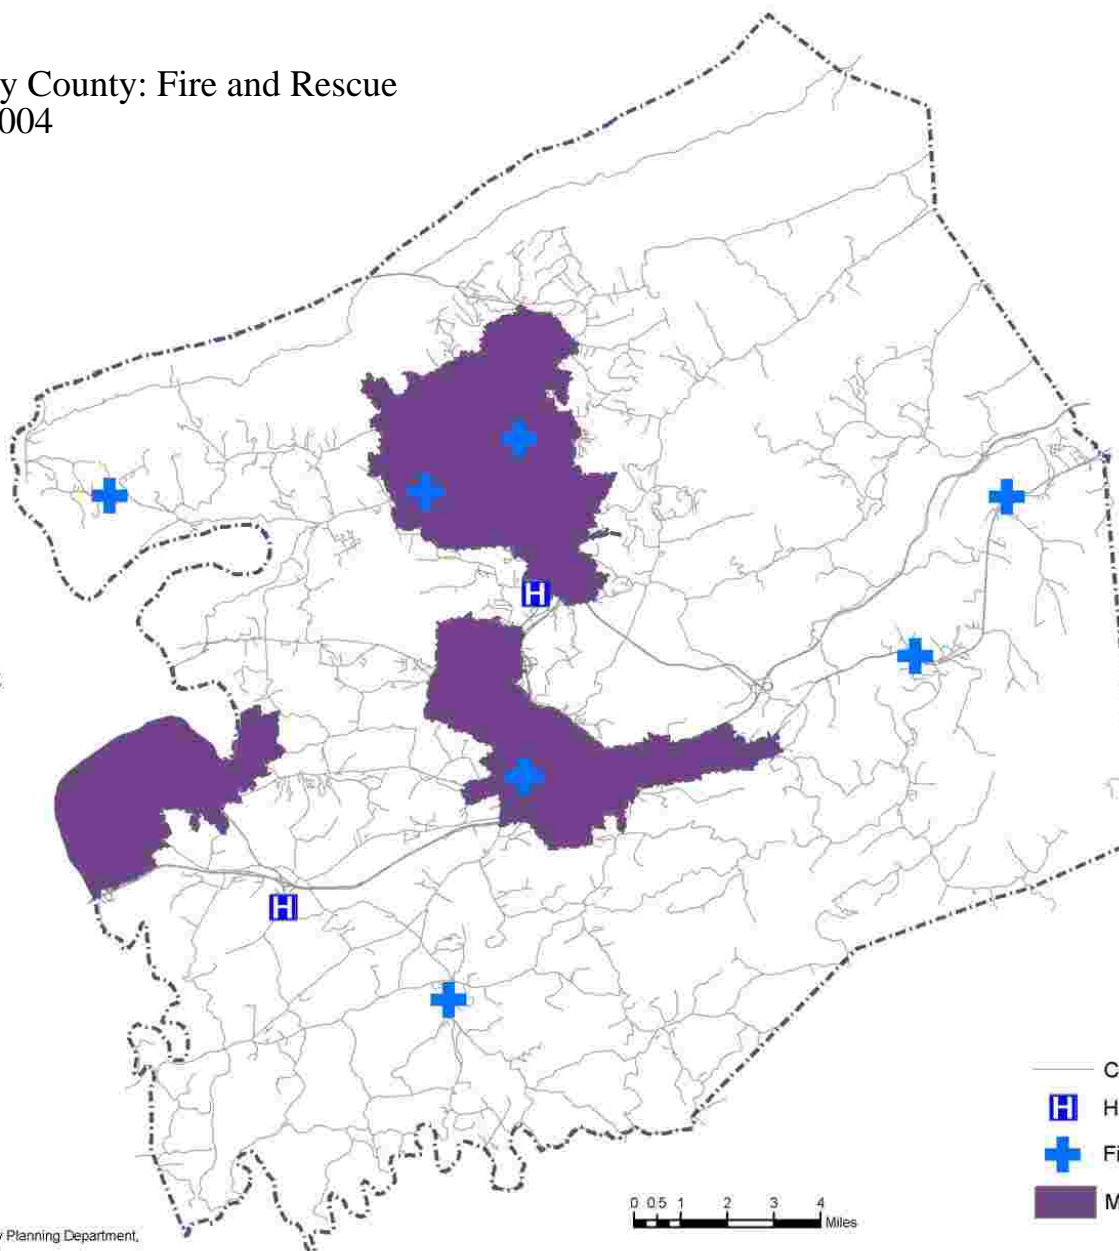 y County: Fire and Rescue
004
H
H
C
H H
Fi
M
0 0.5 1 2 3 4
Miles
y Planning Department,